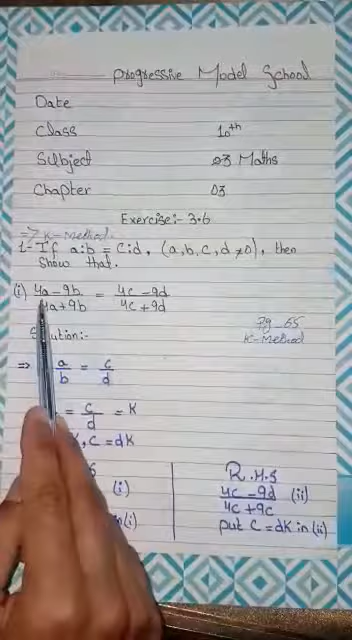 Progressive Model School
Date
Class 10th
Subject 03 Maths
Chapter 03
Exercise:- 3.6
=> K-Method:
1- If a:b = c:d, (a,b,c,d ≠0), then
Show that.
(i) 4a-9b = 4c-9d
4a+9b 4c+9d
Pg_65
K-Method
Solution:-
=> a = c
b d
= c = K
d
K, C = dK
S R.H.S
(i) 4c-9d (ii)
4c+9c
in(i) put C = dK in (ii)